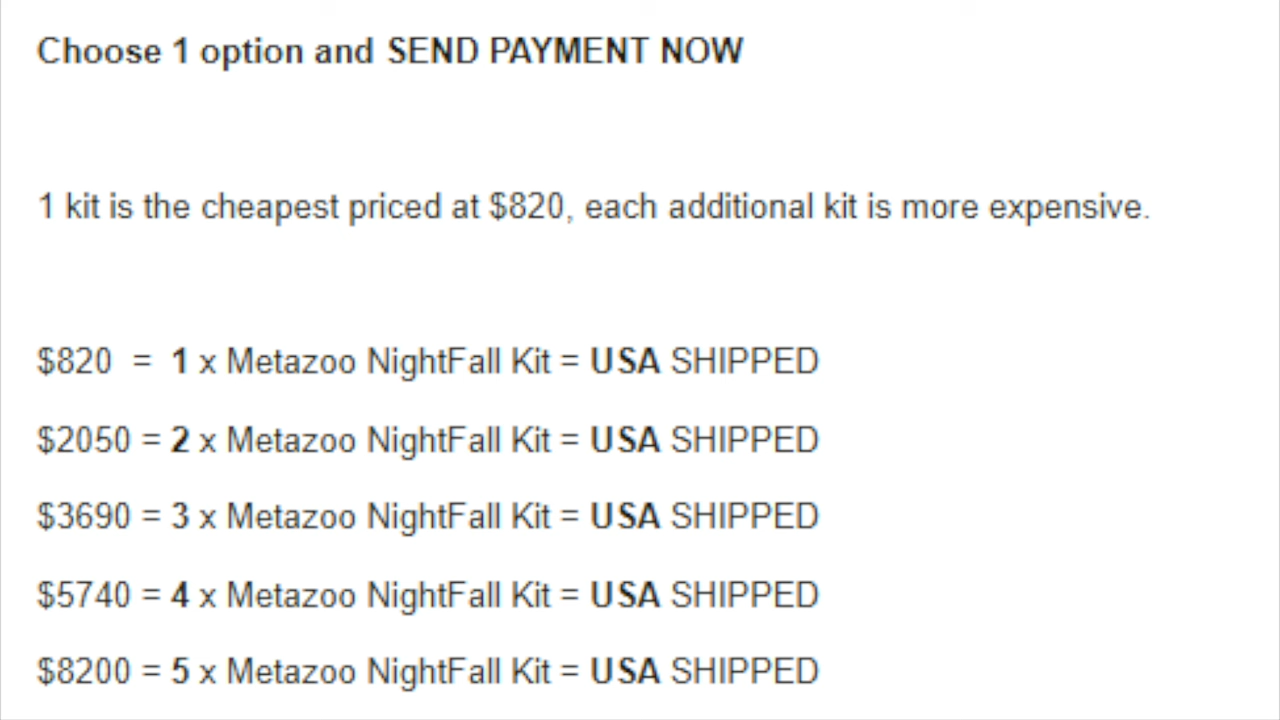 Choose 1 option and SEND PAYMENT NOW
1 kit is the cheapest priced at $820, each additional kit is more expensive.
$820 = 1 x Metazoo NightFall Kit = USA SHIPPED
$2050 = 2 x Metazoo NightFall Kit = USA SHIPPED
$3690 = 3 x Metazoo NightFall Kit = USA SHIPPED
$5740 = 4 x Metazoo NightFall Kit = USA SHIPPED
$8200 = 5 x Metazoo NightFall Kit = USA SHIPPED